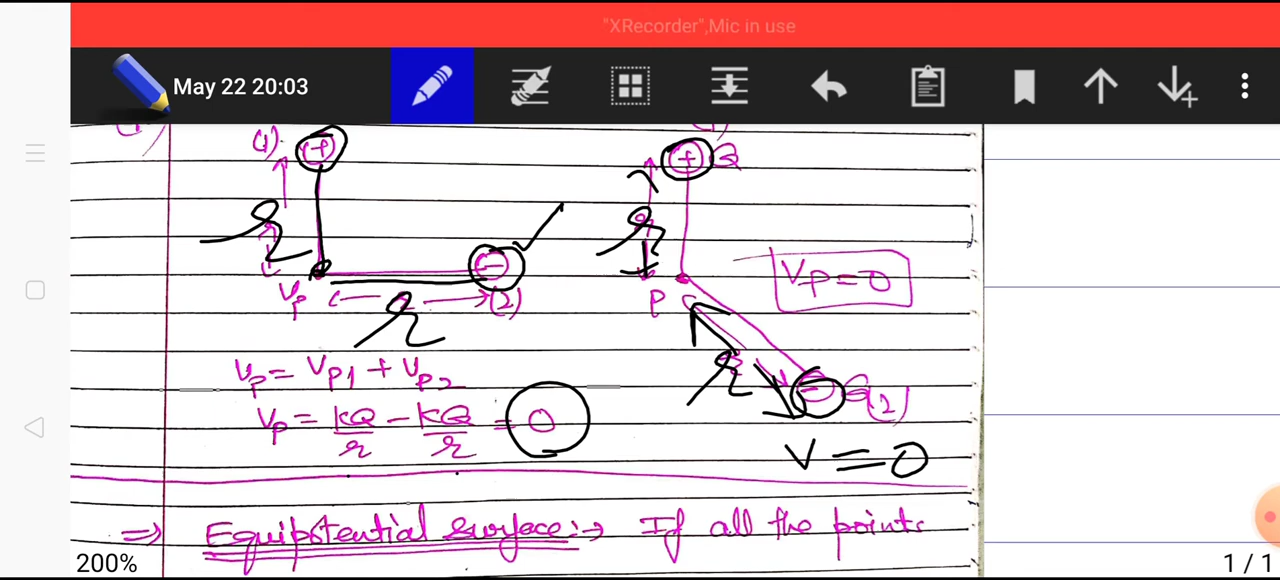 "XRecorder",Mic in use
May 22 20:03
(1)
+
r
Vp
r
(2)
−
Vp = Vp1 + Vp2
Vp = kQ/r − kQ/r = 0
+ Q
r
P
Vp = 0
r
−
(2)
V = 0
⇒ Equipotential surface :→ If all the points
200%
1 / 1